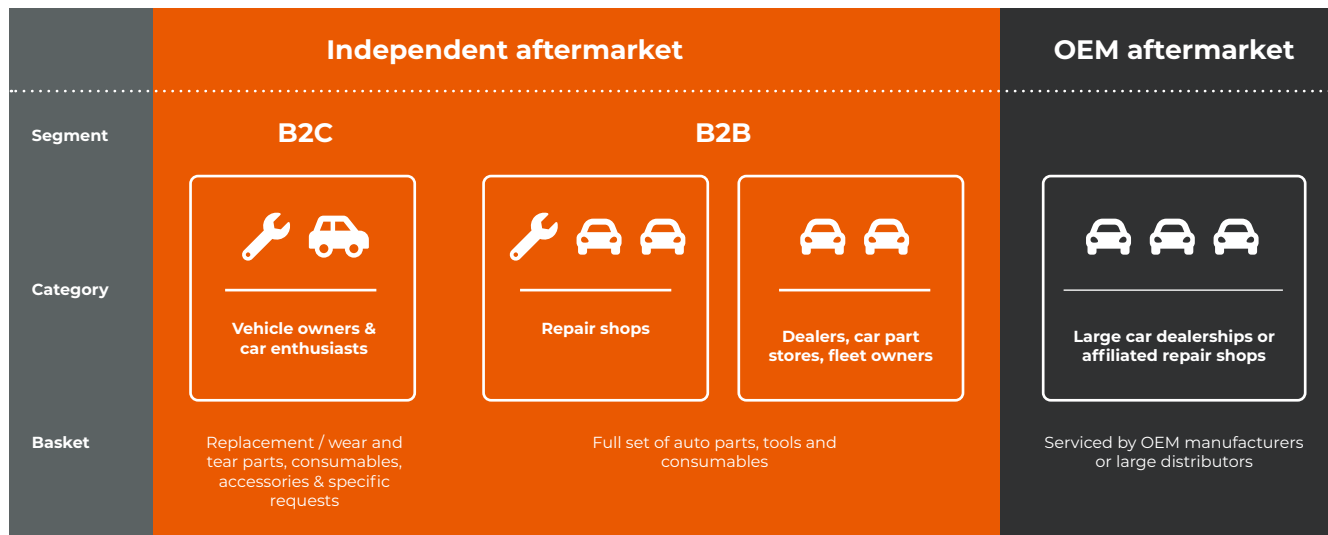 Independent aftermarket
OEM aftermarket
Segment
B2C
B2B
Category
Vehicle owners &
car enthusiasts
Repair shops
Dealers, car part
stores, fleet owners
Large car dealerships or
affiliated repair shops
Basket
Replacement / wear and
tear parts, consumables,
accessories & specific
requests
Full set of auto parts, tools and
consumables
Serviced by OEM manufacturers
or large distributors